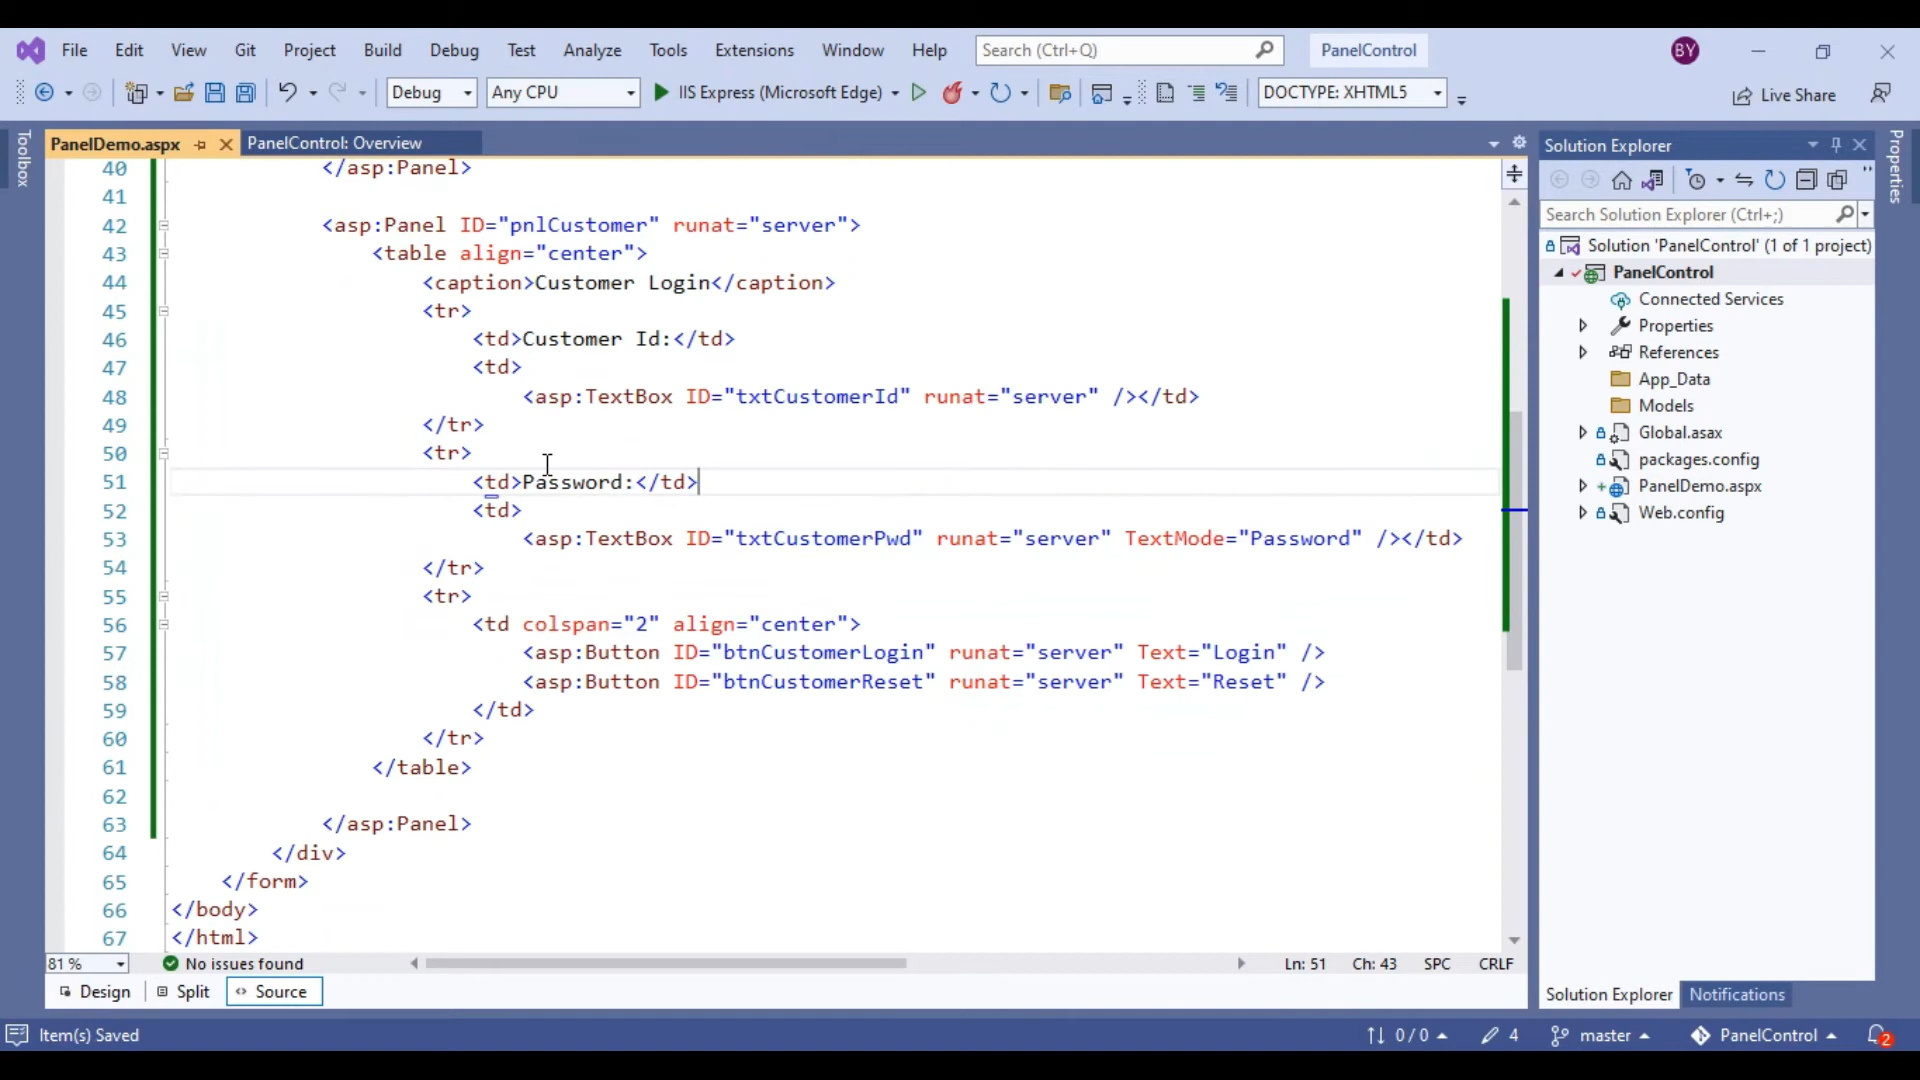 File Edit View Git Project Build Debug Test Analyze Tools Extensions Window Help Search (Ctrl+Q) PanelControl BY
Debug Any CPU IIS Express (Microsoft Edge) DOCTYPE: XHTML5 Live Share
Toolbox
PanelDemo.aspx PanelControl: Overview
40 </asp:Panel>
41
42 <asp:Panel ID="pnlCustomer" runat="server">
43 <table align="center">
44 <caption>Customer Login</caption>
45 <tr>
46 <td>Customer Id:</td>
47 <td>
48 <asp:TextBox ID="txtCustomerId" runat="server" /></td>
49 </tr>
50 <tr>
51 <td>Password:</td>
52 <td>
53 <asp:TextBox ID="txtCustomerPwd" runat="server" TextMode="Password" /></td>
54 </tr>
55 <tr>
56 <td colspan="2" align="center">
57 <asp:Button ID="btnCustomerLogin" runat="server" Text="Login" />
58 <asp:Button ID="btnCustomerReset" runat="server" Text="Reset" />
59 </td>
60 </tr>
61 </table>
62
63 </asp:Panel>
64 </div>
65 </form>
66 </body>
67 </html>
81 % No issues found Ln: 51 Ch: 43 SPC CRLF
Design Split Source
Solution Explorer
Search Solution Explorer (Ctrl+;)
Solution 'PanelControl' (1 of 1 project)
PanelControl
Connected Services
Properties
References
App_Data
Models
Global.asax
packages.config
PanelDemo.aspx
Web.config
Solution Explorer Notifications
Properties
Item(s) Saved 0 / 0 4 master PanelControl 2